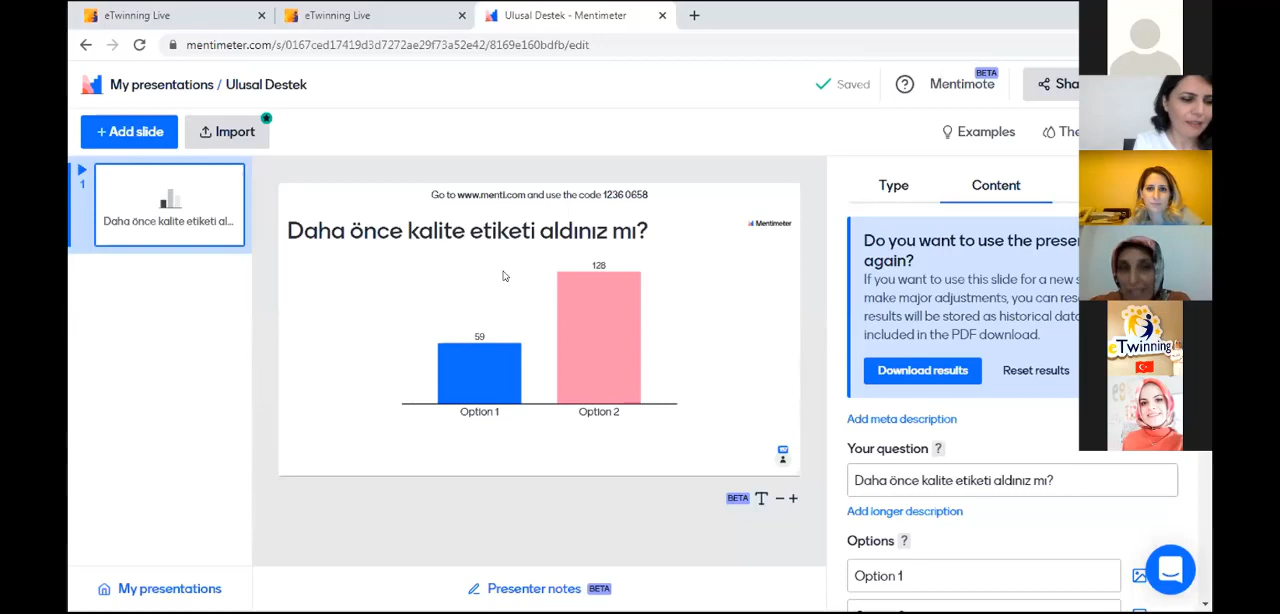 eTwinning Live
eTwinning Live
Ulusal Destek - Mentimeter
mentimeter.com/s/0167ced17419d3d7272ae29f73a52e42/8169e160bdfb/edit
My presentations / Ulusal Destek
Saved
Mentimote
BETA
Sha
+ Add slide
Import
Examples
The
1
Daha önce kalite etiketi al...
Go to www.menti.com and use the code 1236 0658
Daha önce kalite etiketi aldınız mı?
Mentimeter
59
128
Option 1
Option 2
BETA
T
My presentations
Presenter notes BETA
Type
Content
Do you want to use the prese
again?
If you want to use this slide for a new s
make major adjustments, you can res
results will be stored as historical data
included in the PDF download.
Download results
Reset results
Add meta description
Your question ?
Daha önce kalite etiketi aldınız mı?
Add longer description
Options ?
Option 1
eTwinning